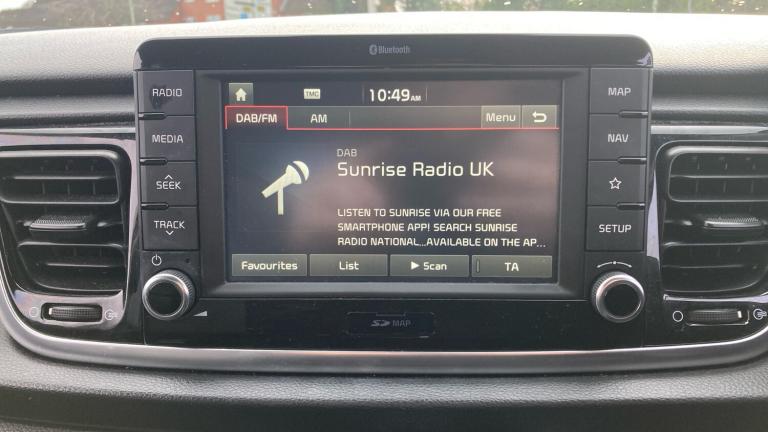 Bluetooth
RADIO
MEDIA
SEEK
TRACK
TMC
10:49 AM
DAB/FM
AM
Menu
DAB
Sunrise Radio UK
LISTEN TO SUNRISE VIA OUR FREE
SMARTPHONE APP! SEARCH SUNRISE
RADIO NATIONAL...AVAILABLE ON THE AP...
Favourites
List
Scan
TA
MAP
NAV
SETUP
SD MAP